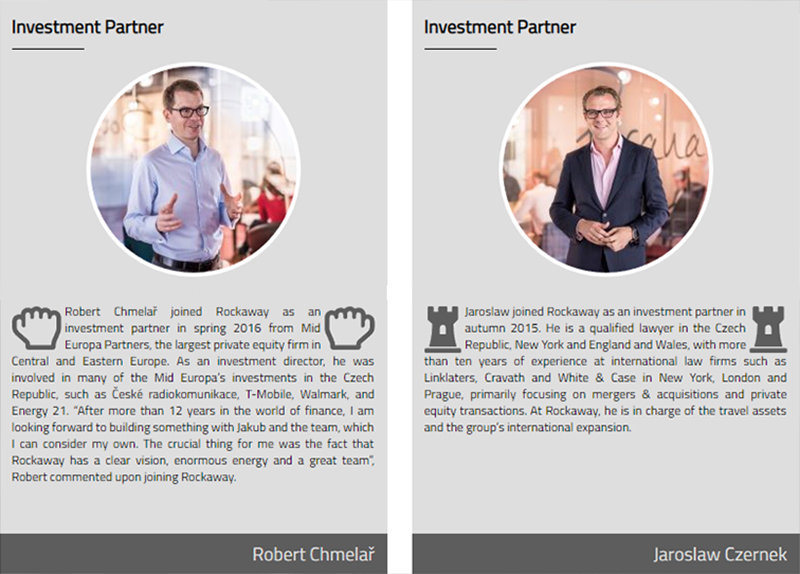 Investment Partner
Robert Chmelař joined Rockaway as an
investment partner in spring 2016 from Mid
Europa Partners, the largest private equity firm in
Central and Eastern Europe. As an investment director, he was
involved in many of the Mid Europa's investments in the Czech
Republic, such as České radiokomunikace, T-Mobile, Walmark, and
Energy 21. "After more than 12 years in the world of finance, I am
looking forward to building something with Jakub and the team, which
I can consider my own. The crucial thing for me was the fact that
Rockaway has a clear vision, enormous energy and a great team",
Robert commented upon joining Rockaway.
Robert Chmelař
Investment Partner
Jaroslaw joined Rockaway as an investment partner in
autumn 2015. He is a qualified lawyer in the Czech
Republic, New York and England and Wales, with more
than ten years of experience at international law firms such as
Linklaters, Cravath and White & Case in New York, London and
Prague, primarily focusing on mergers & acquisitions and private
equity transactions. At Rockaway, he is in charge of the travel assets
and the group's international expansion.
Jaroslaw Czernek